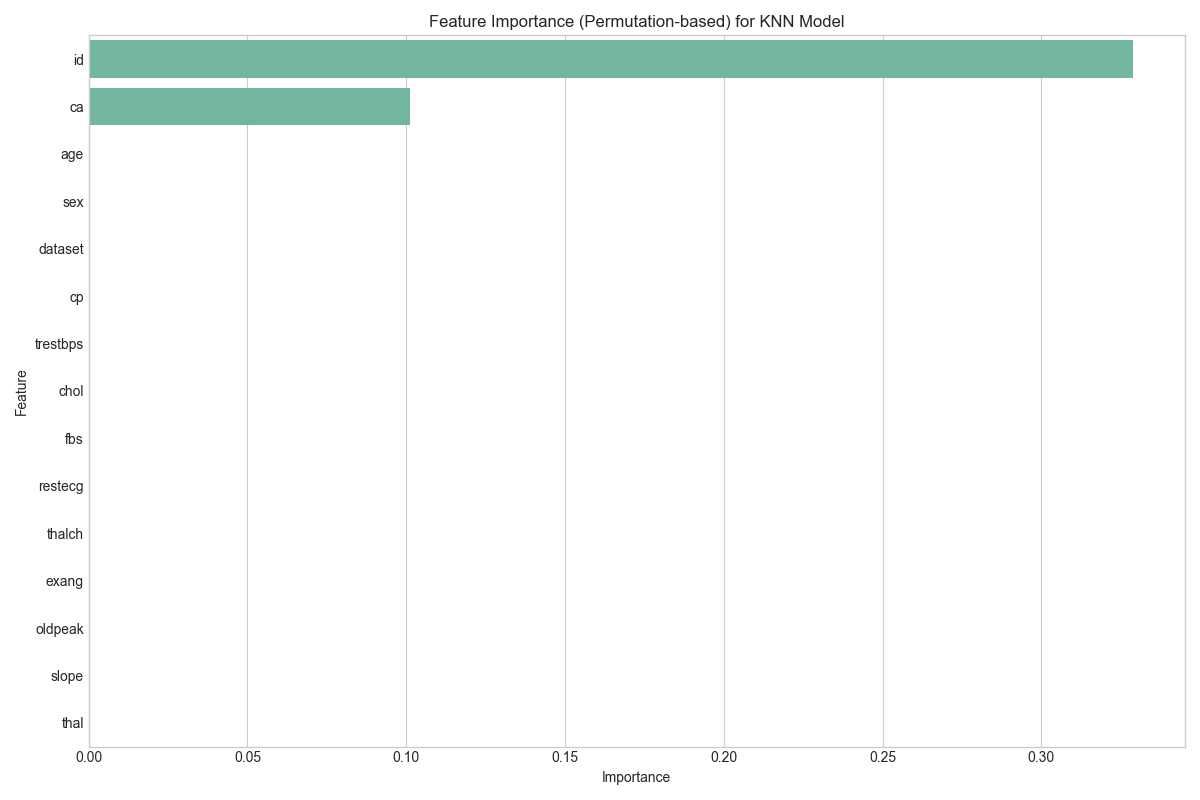 Feature Importance (Permutation-based) for KNN Model
id
ca
age
sex
dataset
cp
trestbps
chol
fbs
restecg
thalch
exang
oldpeak
slope
thal
Feature
0.00 0.05 0.10 0.15 0.20 0.25 0.30
Importance